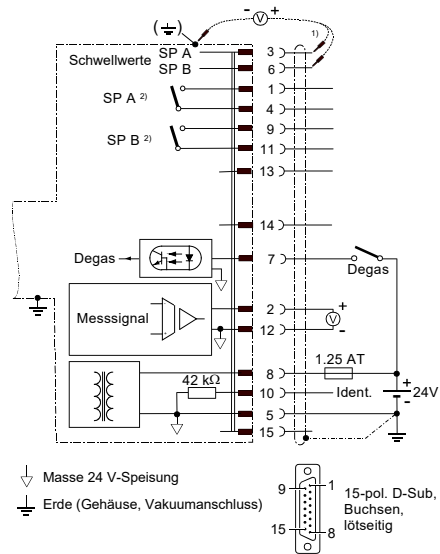 - V +
( ) 1)
SP A 3
Schwellwerte SP B 6
SP A 2) 1
4
SP B 2) 9
11
13
14
Degas 7
Degas
Messsignal 2 +
V
12 -
1.25 AT
8
42 kΩ 10 Ident. + 24V
5 -
15
Masse 24 V-Speisung
Erde (Gehäuse, Vakuumanschluss)
9 1
15 8
15-pol. D-Sub,
Buchsen,
lötseitig